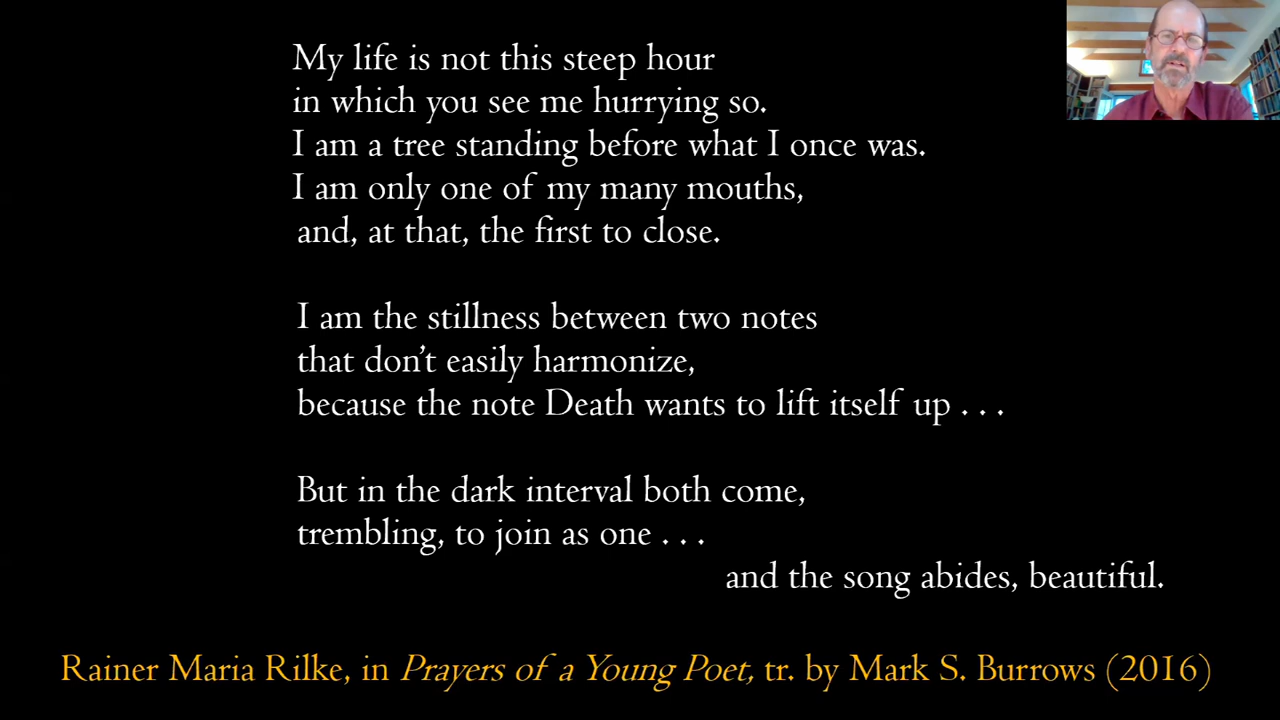 My life is not this steep hour
in which you see me hurrying so.
I am a tree standing before what I once was.
I am only one of my many mouths,
and, at that, the first to close.
I am the stillness between two notes
that don't easily harmonize,
because the note Death wants to lift itself up . . .
But in the dark interval both come,
trembling, to join as one . . .
and the song abides, beautiful.
Rainer Maria Rilke, in Prayers of a Young Poet, tr. by Mark S. Burrows (2016)